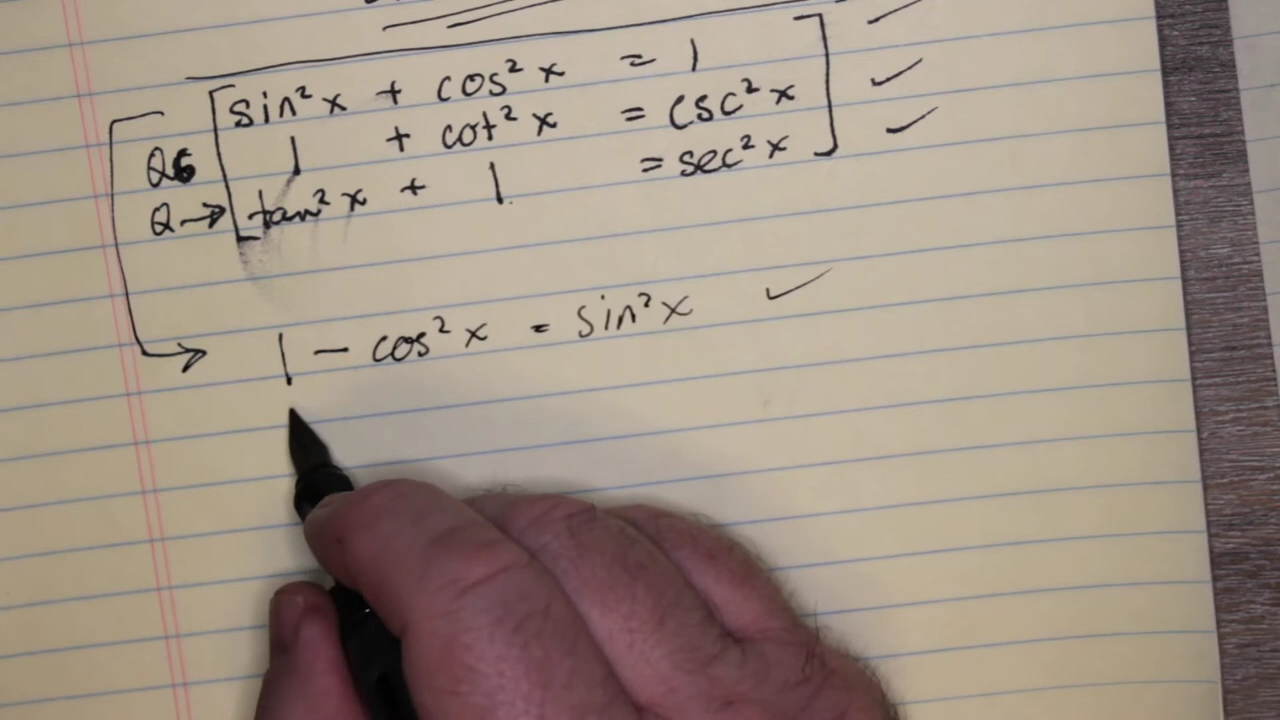 sin²x + cos²x = 1
Q6 1 + cot²x = csc²x
Q → tan²x + 1 = sec²x
→ 1 - cos²x = sin²x ✓